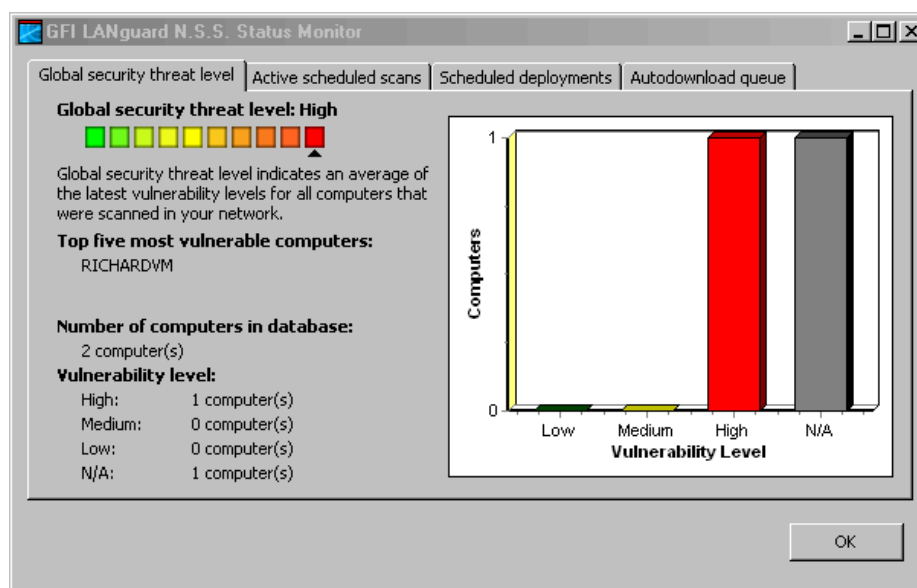 GFI LANguard N.S.S. Status Monitor
Global security threat level
Active scheduled scans
Scheduled deployments
Autodownload queue
Global security threat level: High
Global security threat level indicates an average of
the latest vulnerability levels for all computers that
were scanned in your network.
Top five most vulnerable computers:
RICHARDVM
Number of computers in database:
2 computer(s)
Vulnerability level:
High: 1 computer(s)
Medium: 0 computer(s)
Low: 0 computer(s)
N/A: 1 computer(s)
1
Computers
0
Low Medium High N/A
Vulnerability Level
OK